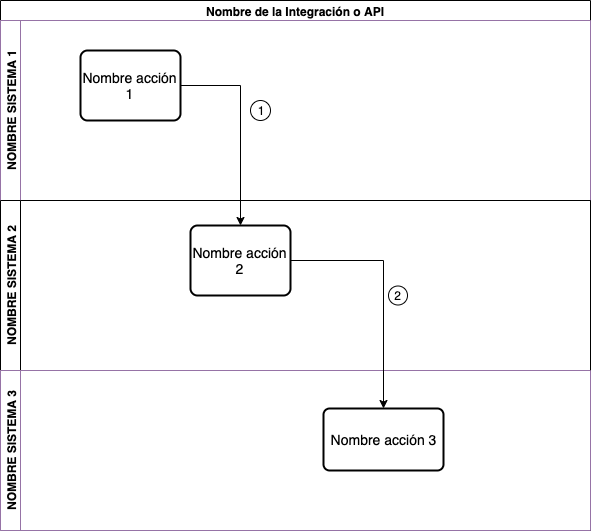 Nombre de la Integración o API
NOMBRE SISTEMA 1
Nombre acción
1
1
NOMBRE SISTEMA 2
Nombre acción
2
2
NOMBRE SISTEMA 3
Nombre acción 3